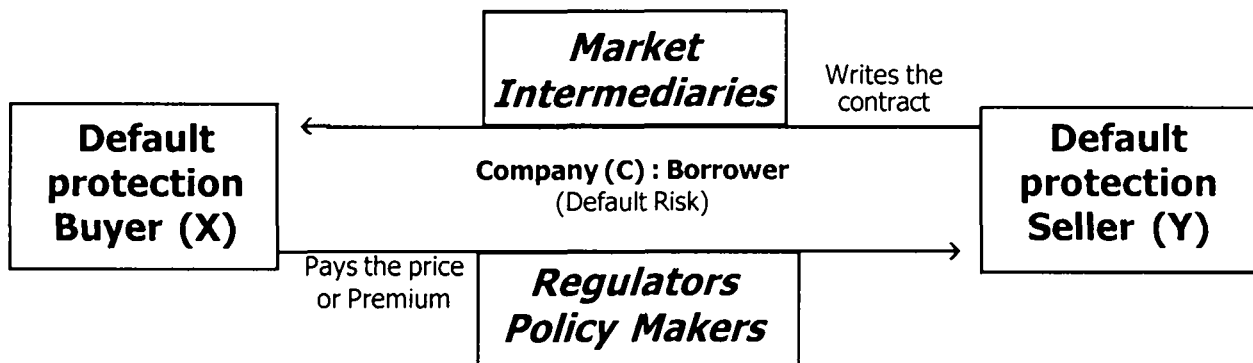 Market
Intermediaries
Writes the
contract
Default
protection
Buyer (X)
Company (C) : Borrower
(Default Risk)
Default
protection
Seller (Y)
Pays the price
or Premium
Regulators
Policy Makers